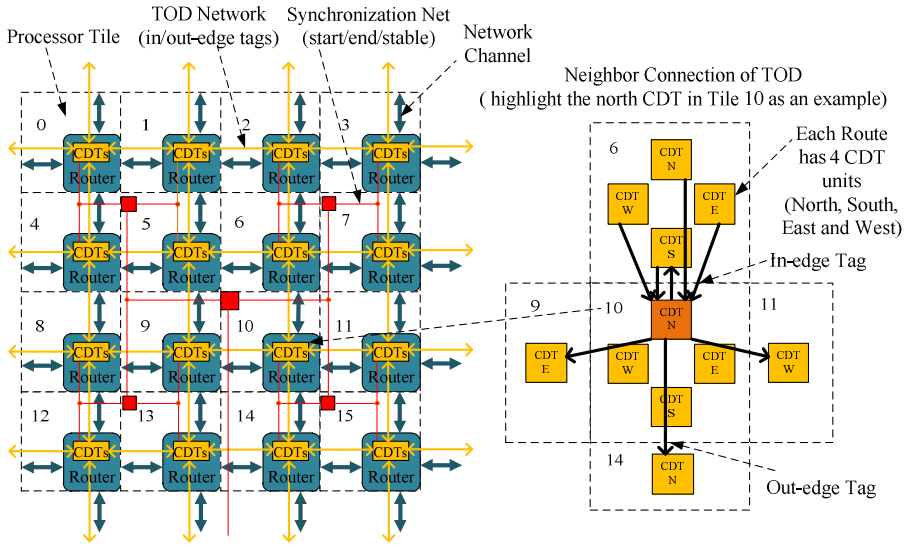 TOD Network
(in/out-edge tags)
Synchronization Net
(start/end/stable)
Processor Tile
Network
Channel
Neighbor Connection of TOD
( highlight the north CDT in Tile 10 as an example)
0
1
2
3
CDTs
Router
CDTs
Router
CDTs
Router
CDTs
Router
4
5
6
7
CDTs
Router
CDTs
Router
CDTs
Router
CDTs
Router
8
9
10
11
CDTs
Router
CDTs
Router
CDTs
Router
CDTs
Router
12
13
14
15
CDTs
Router
CDTs
Router
CDTs
Router
CDTs
Router
6
CDT
N
CDT
W
CDT
E
CDT
S
Each Route
has 4 CDT
units
(North, South,
East and West)
In-edge Tag
9
10
11
CDT
N
CDT
E
CDT
W
CDT
E
CDT
W
CDT
S
14
CDT
N
Out-edge Tag